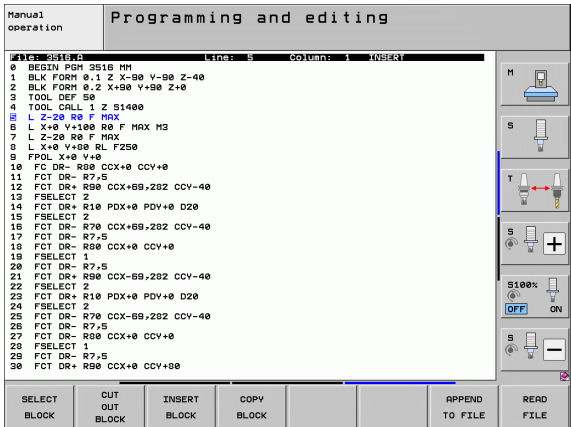 Manual
operation
Programming and editing
File: 3516.A Line: 5 Column: 1 INSERT
0 BEGIN PGM 3516 MM
1 BLK FORM 0.1 Z X-90 Y-90 Z-40
2 BLK FORM 0.2 X+90 Y+90 Z+0
3 TOOL DEF 50
4 TOOL CALL 1 Z S1400
5 L Z-20 R0 F MAX
6 L X+0 Y+100 R0 F MAX M3
7 L Z-20 R0 F MAX
8 L X+0 Y+80 RL F250
9 FPOL X+0 Y+0
10 FC DR- R80 CCX+0 CCY+0
11 FCT DR- R7,5
12 FCT DR+ R90 CCX+69,282 CCY-40
13 FSELECT 2
14 FCT DR+ R10 PDX+0 PDY+0 D20
15 FSELECT 2
16 FCT DR- R70 CCX+69,282 CCY-40
17 FCT DR- R7,5
18 FCT DR- R80 CCX+0 CCY+0
19 FSELECT 1
20 FCT DR- R7,5
21 FCT DR+ R90 CCX-69,282 CCY-40
22 FSELECT 2
23 FCT DR+ R10 PDX+0 PDY+0 D20
24 FSELECT 2
25 FCT DR- R70 CCX-69,282 CCY-40
26 FCT DR- R7,5
27 FCT DR- R80 CCX+0 CCY+0
28 FSELECT 1
29 FCT DR- R7,5
30 FCT DR+ R90 CCX+0 CCY+80
M
S
T
S
+
S100%
OFF ON
S
-
SELECT
BLOCK
CUT
OUT
BLOCK
INSERT
BLOCK
COPY
BLOCK
APPEND
TO FILE
READ
FILE